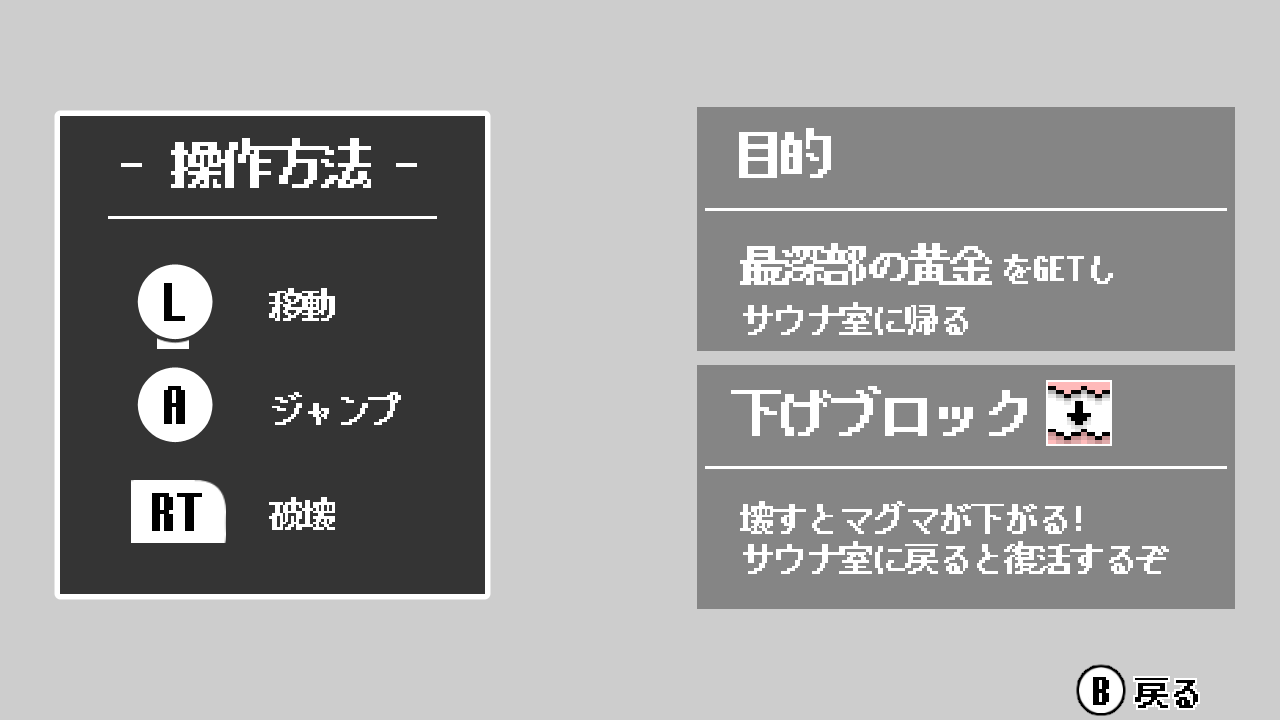 - 操作方法 -
L 移動
A ジャンプ
RT 破壊
目的
最深部の黄金をGETし
サウナ室に帰る
下げブロック
壊すとマグマが下がる!
サウナ室に戻ると復活するぞ
B 戻る